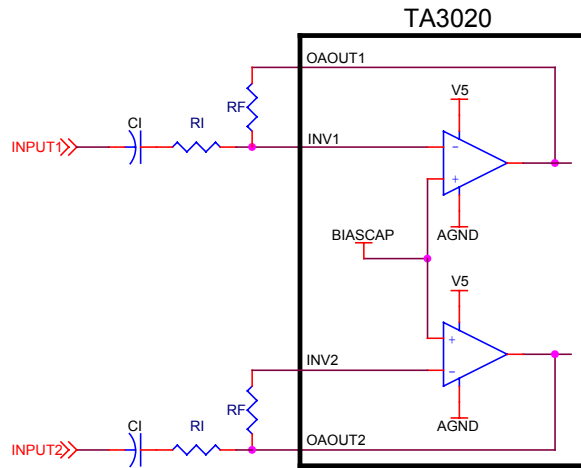 TA3020
OAOUT1
V5
CI
RI
RF
INPUT1
INV1
BIASCAP
AGND
V5
INV2
CI
RI
RF
INPUT2
OAOUT2
AGND